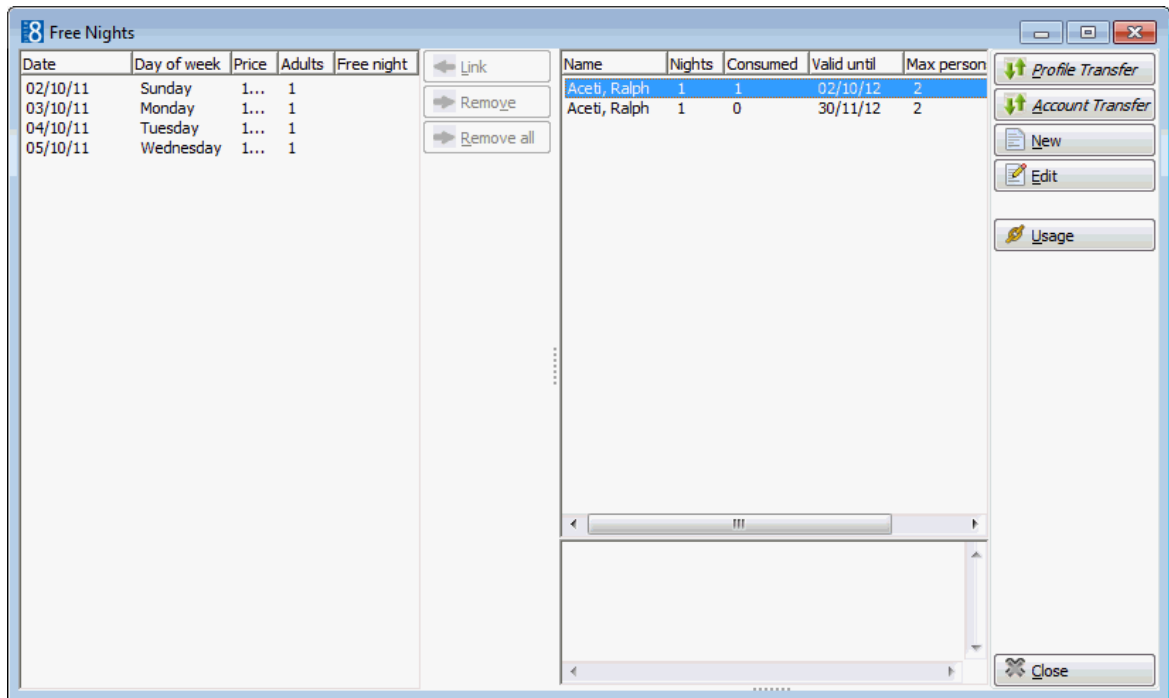 8 Free Nights
Date Day of week Price Adults Free night
02/10/11 Sunday 1... 1
03/10/11 Monday 1... 1
04/10/11 Tuesday 1... 1
05/10/11 Wednesday 1... 1
Link
Remove
Remove all
Name Nights Consumed Valid until Max person
Aceti, Ralph 1 1 02/10/12 2
Aceti, Ralph 1 0 30/11/12 2
Profile Transfer
Account Transfer
New
Edit
Usage
Close